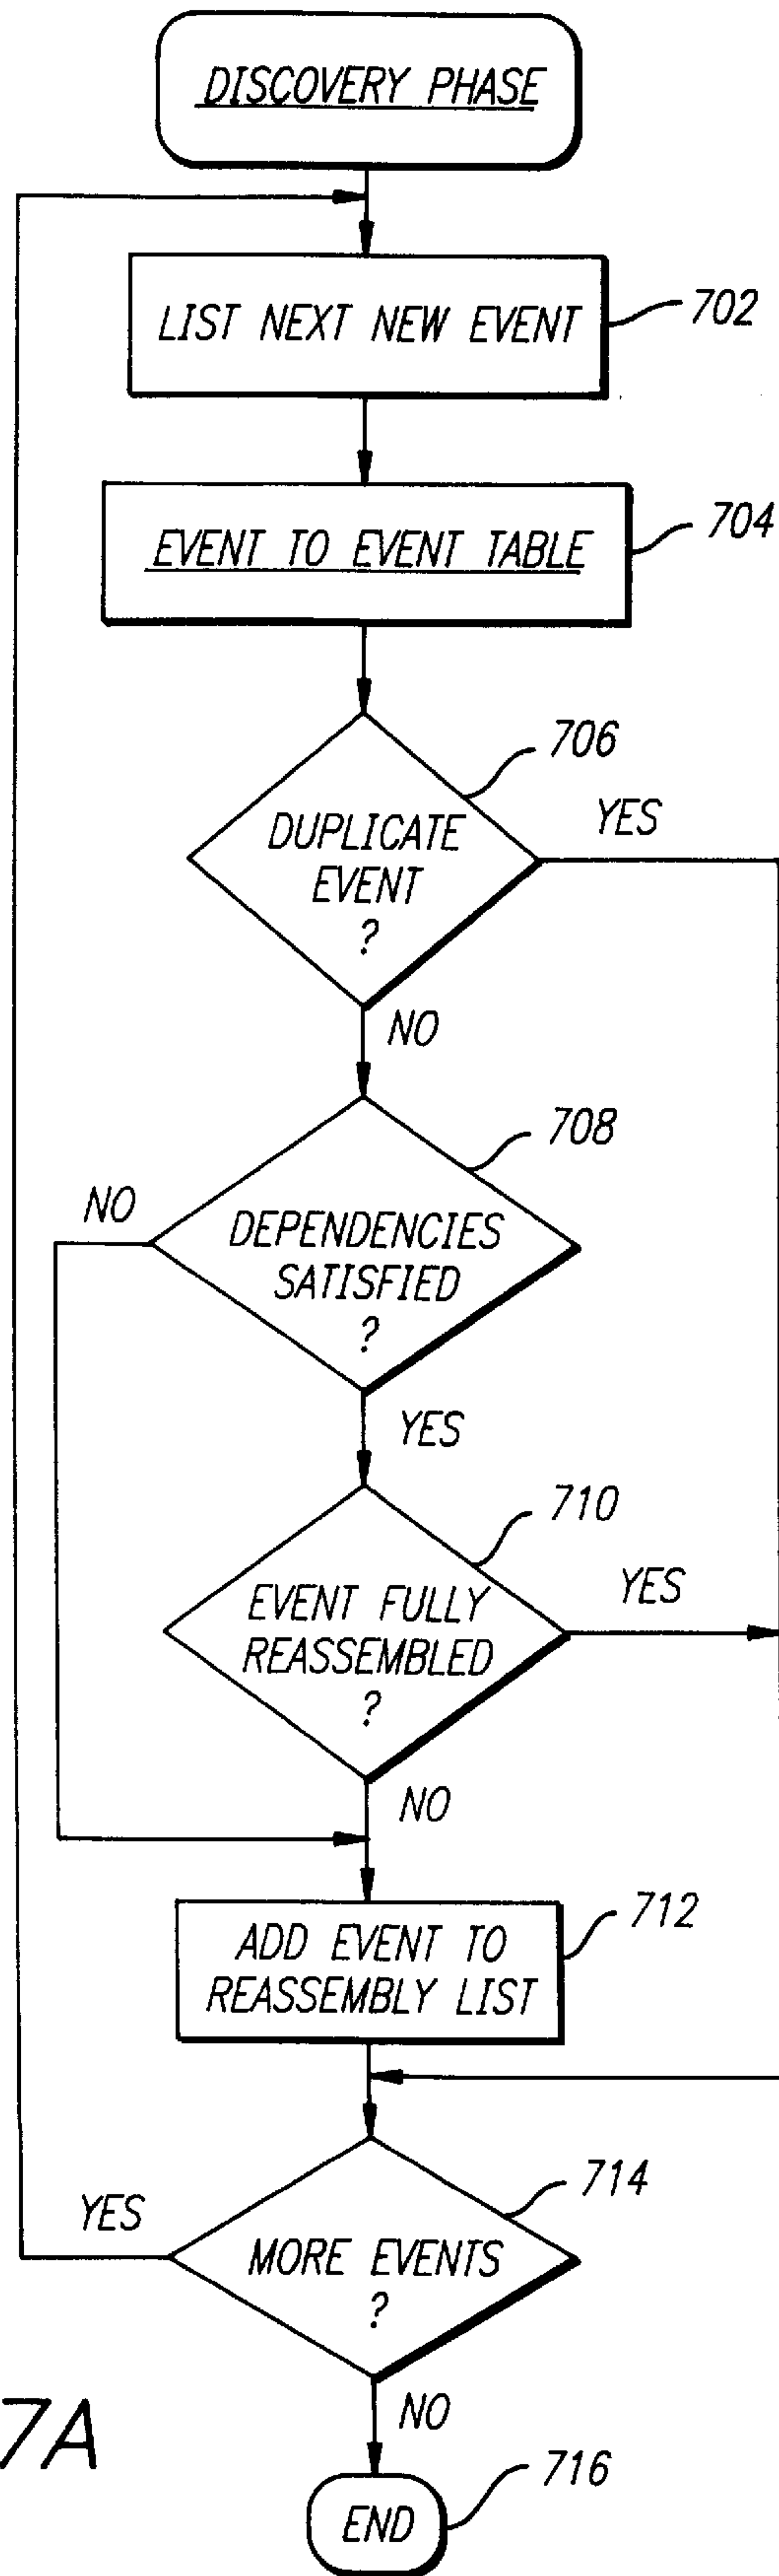 DISCOVERY PHASE
LIST NEXT NEW EVENT
702
EVENT TO EVENT TABLE
704
706
DUPLICATE
EVENT
?
YES
NO
708
NO
DEPENDENCIES
SATISFIED
?
YES
710
EVENT FULLY
REASSEMBLED
?
YES
NO
712
ADD EVENT TO
REASSEMBLY LIST
714
YES
MORE EVENTS
?
NO
7A
716
END